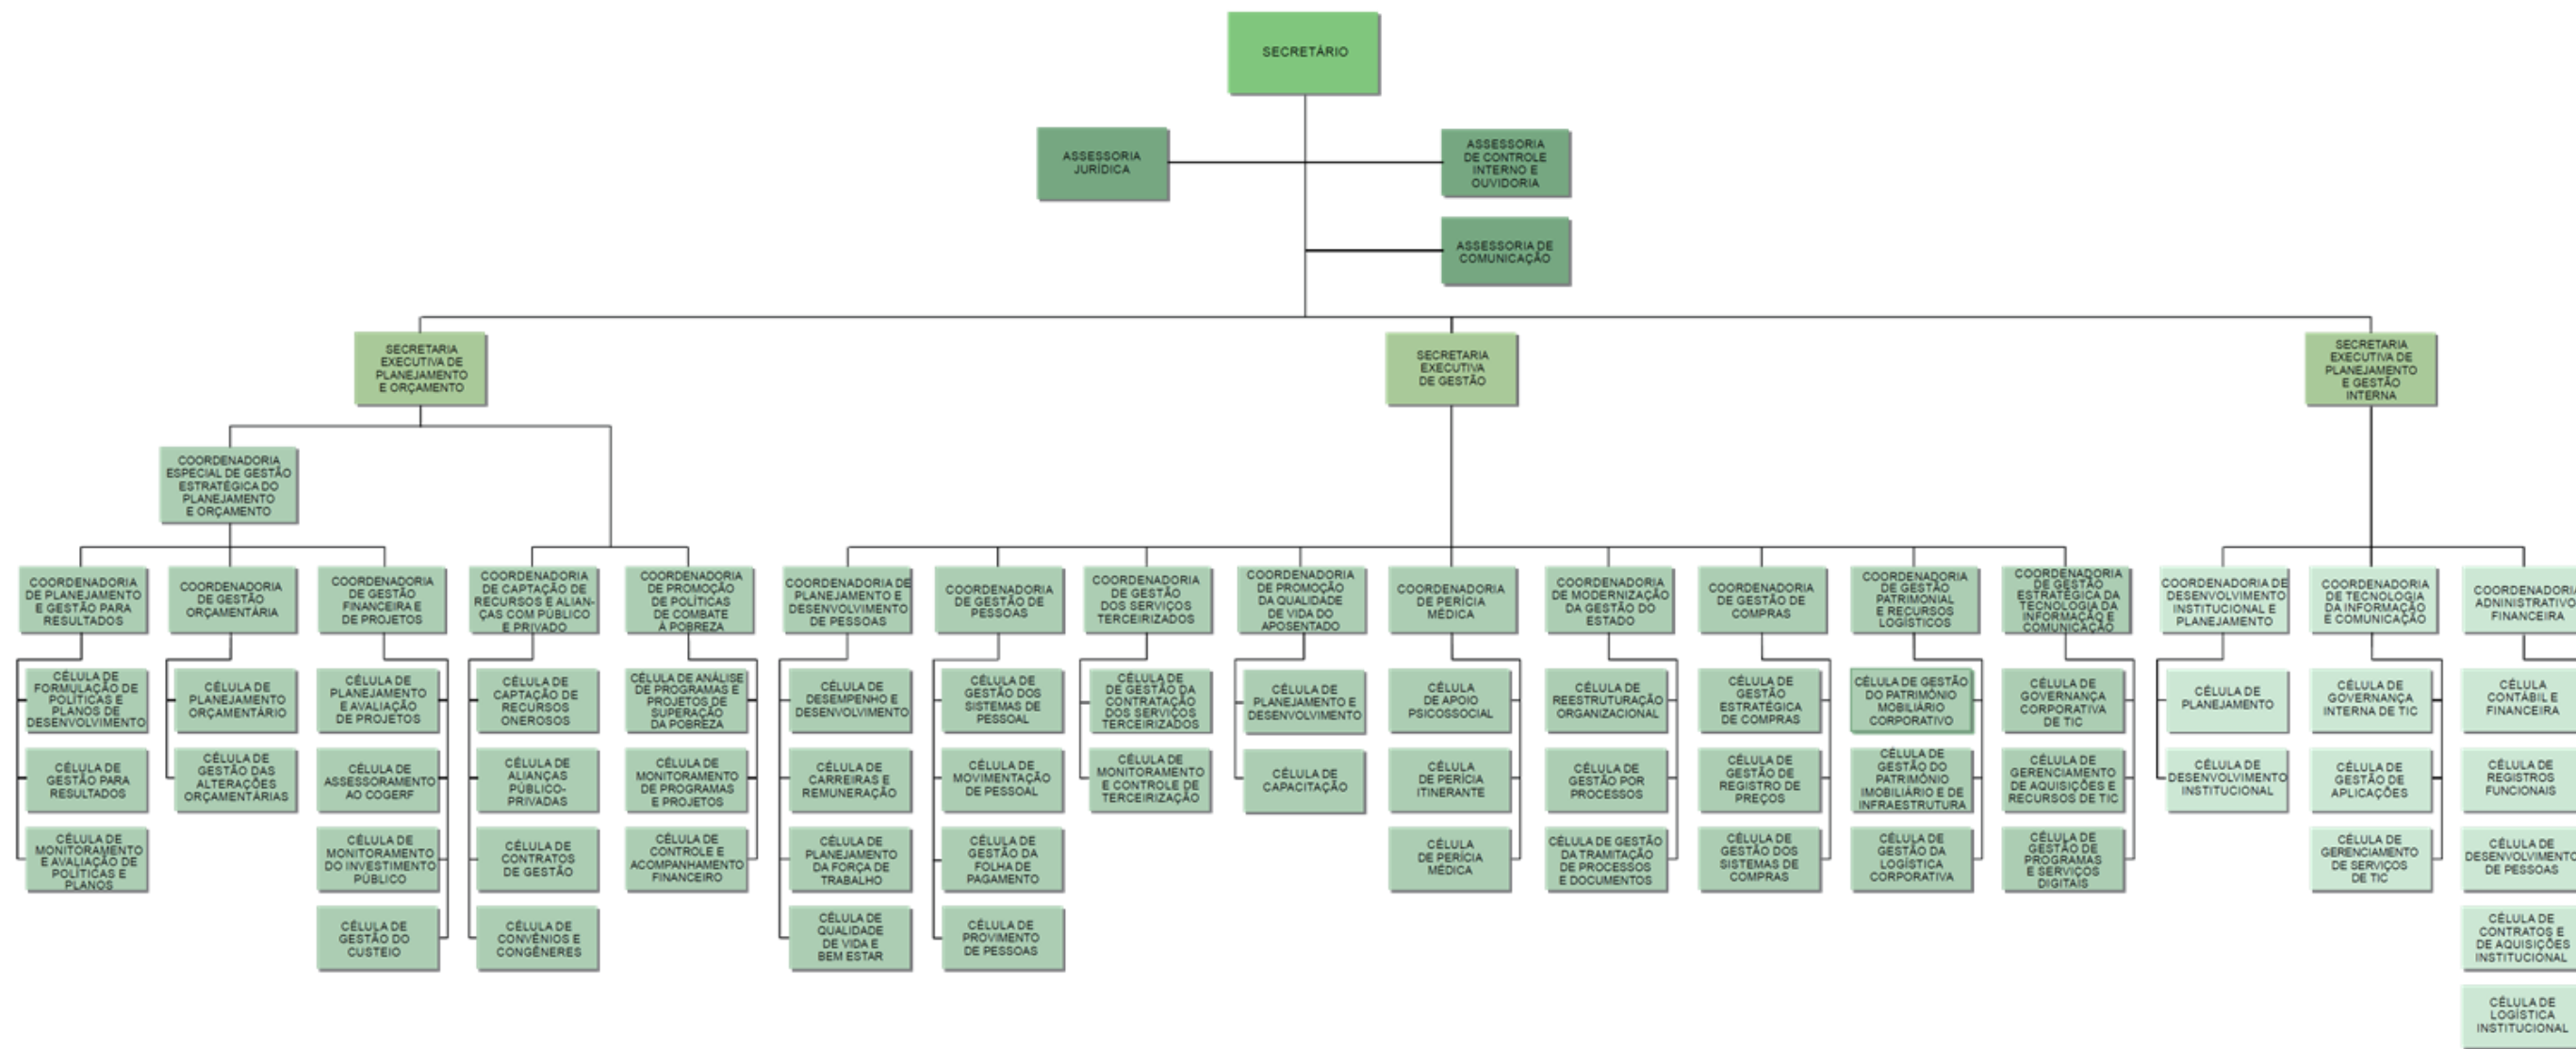 SECRETÁRIO
ASSESSORIA
JURÍDICA
ASSESSORIA
DE CONTROLE
INTERNO E
OUVIDORIA
ASSESSORIA DE
COMUNICAÇÃO
SECRETARIA
EXECUTIVA DE
PLANEJAMENTO
E ORÇAMENTO
SECRETARIA
EXECUTIVA
DE GESTÃO
SECRETARIA
EXECUTIVA DE
PLANEJAMENTO
E GESTÃO
INTERNA
COORDENADORIA
ESPECIAL DE GESTÃO
ESTRATÉGICA DO
PLANEJAMENTO
E ORÇAMENTO
COORDENADORIA
DE PLANEJAMENTO
E GESTÃO PARA
RESULTADOS
COORDENADORIA
DE GESTÃO
ORÇAMENTÁRIA
COORDENADORIA
DE GESTÃO
FINANCEIRA E
DE PROJETOS
COORDENADORIA
DE CAPTAÇÃO DE
RECURSOS E ALIAN-
ÇAS COM PÚBLICO
E PRIVADO
COORDENADORIA
DE PROMOÇÃO
DE POLÍTICAS
DE COMBATE
À POBREZA
COORDENADORIA DE
PLANEJAMENTO E
DESENVOLVIMENTO
DE PESSOAS
COORDENADORIA
DE GESTÃO DE
PESSOAS
COORDENADORIA
DE GESTÃO
DOS SERVIÇOS
TERCEIRIZADOS
COORDENADORIA
DE PROMOÇÃO
DA QUALIDADE
DE VIDA DO
APOSENTADO
COORDENADORIA
DE PERÍCIA
MÉDICA
COORDENADORIA
DE MODERNIZAÇÃO
DA GESTÃO DO
ESTADO
COORDENADORIA
DE GESTÃO DE
COMPRAS
COORDENADORIA
DE GESTÃO
PATRIMONIAL
E RECURSOS
LOGÍSTICOS
COORDENADORIA
DE GESTÃO
ESTRATÉGICA DA
TECNOLOGIA DA
INFORMAÇÃO E
COMUNICAÇÃO
COORDENADORIA DE
DESENVOLVIMENTO
INSTITUCIONAL E
PLANEJAMENTO
COORDENADORIA
DE TECNOLOGIA
DA INFORMAÇÃO
E COMUNICAÇÃO
COORDENADORIA
ADNINISTRATIVO
FINANCEIRA
CÉLULA DE
FORMULAÇÃO DE
POLÍTICAS E
PLANOS DE
DESENVOLVIMENTO
CÉLULA DE
PLANEJAMENTO
ORÇAMENTÁRIO
CÉLULA DE
PLANEJAMENTO
E AVALIAÇÃO
DE PROJETOS
CÉLULA DE
CAPTAÇÃO DE
RECURSOS
ONEROSOS
CÉLULA DE ANÁLISE
DE PROGRAMAS E
PROJETOS DE
SUPERAÇÃO
DA POBREZA
CÉLULA DE
DESEMPENHO E
DESENVOLVIMENTO
CÉLULA DE
GESTÃO DOS
SISTEMAS DE
PESSOAL
CÉLULA DE
DE GESTÃO DA
CONTRATAÇÃO
DOS SERVIÇOS
TERCEIRIZADOS
CÉLULA DE
PLANEJAMENTO E
DESENVOLVIMENTO
CÉLULA
DE APOIO
PSICOSSOCIAL
CÉLULA DE
REESTRUTURAÇÃO
ORGANIZACIONAL
CÉLULA DE
GESTÃO
ESTRATÉGICA
DE COMPRAS
CÉLULA DE GESTÃO
DO PATRIMÔNIO
MOBILIÁRIO
CORPORATIVO
CÉLULA DE
GOVERNANÇA
CORPORATIVA
DE TIC
CÉLULA DE
PLANEJAMENTO
CÉLULA DE
GOVERNANÇA
INTERNA DE TIC
CÉLULA
CONTÁBIL E
FINANCEIRA
CÉLULA DE
GESTÃO PARA
RESULTADOS
CÉLULA DE
GESTÃO DAS
ALTERAÇÕES
ORÇAMENTÁRIAS
CÉLULA DE
ASSESSORAMENTO
AO COGERF
CÉLULA DE
ALIANÇAS
PÚBLICO-
PRIVADAS
CÉLULA DE
MONITORAMENTO
DE PROGRAMAS
E PROJETOS
CÉLULA DE
CARREIRAS E
REMUNERAÇÃO
CÉLULA DE
MOVIMENTAÇÃO
DE PESSOAL
CÉLULA DE
MONITORAMENTO
E CONTROLE DE
TERCEIRIZAÇÃO
CÉLULA DE
CAPACITAÇÃO
CÉLULA
DE PERÍCIA
ITINERANTE
CÉLULA DE
GESTÃO POR
PROCESSOS
CÉLULA DE
GESTÃO DE
REGISTRO DE
PREÇOS
CÉLULA DE
GESTÃO DO
PATRIMÔNIO
IMOBILIÁRIO E DE
INFRAESTRUTURA
CÉLULA DE
GERENCIAMENTO
DE AQUISIÇÕES E
RECURSOS DE TIC
CÉLULA DE
DESENVOLVIMENTO
INSTITUCIONAL
CÉLULA DE
GESTÃO DE
APLICAÇÕES
CÉLULA DE
REGISTROS
FUNCIONAIS
CÉLULA DE
MONITORAMENTO
E AVALIAÇÃO DE
POLÍTICAS E
PLANOS
CÉLULA DE
MONITORAMENTO
DO INVESTIMENTO
PÚBLICO
CÉLULA DE
CONTRATOS
DE GESTÃO
CÉLULA DE
CONTROLE E
ACOMPANHAMENTO
FINANCEIRO
CÉLULA DE
PLANEJAMENTO
DA FORÇA DE
TRABALHO
CÉLULA DE
GESTÃO DA
FOLHA DE
PAGAMENTO
CÉLULA
DE PERÍCIA
MÉDICA
CÉLULA DE GESTÃO
DA TRAMITAÇÃO
DE PROCESSOS
E DOCUMENTOS
CÉLULA DE
GESTÃO DOS
SISTEMAS DE
COMPRAS
CÉLULA DE
GESTÃO DA
LOGÍSTICA
CORPORATIVA
CÉLULA DE
GESTÃO DE
PROGRAMAS
E SERVIÇOS
DIGITAIS
CÉLULA DE
GERENCIAMENTO
DE SERVIÇOS
DE TIC
CÉLULA DE
DESENVOLVIMENTO
DE PESSOAS
CÉLULA DE
GESTÃO DO
CUSTEIO
CÉLULA DE
CONVÊNIOS E
CONGÊNERES
CÉLULA DE
QUALIDADE
DE VIDA E
BEM ESTAR
CÉLULA DE
PROVIMENTO
DE PESSOAS
CÉLULA DE
CONTRATOS E
DE AQUISIÇÕES
INSTITUCIONAL
CÉLULA DE
LOGÍSTICA
INSTITUCIONAL